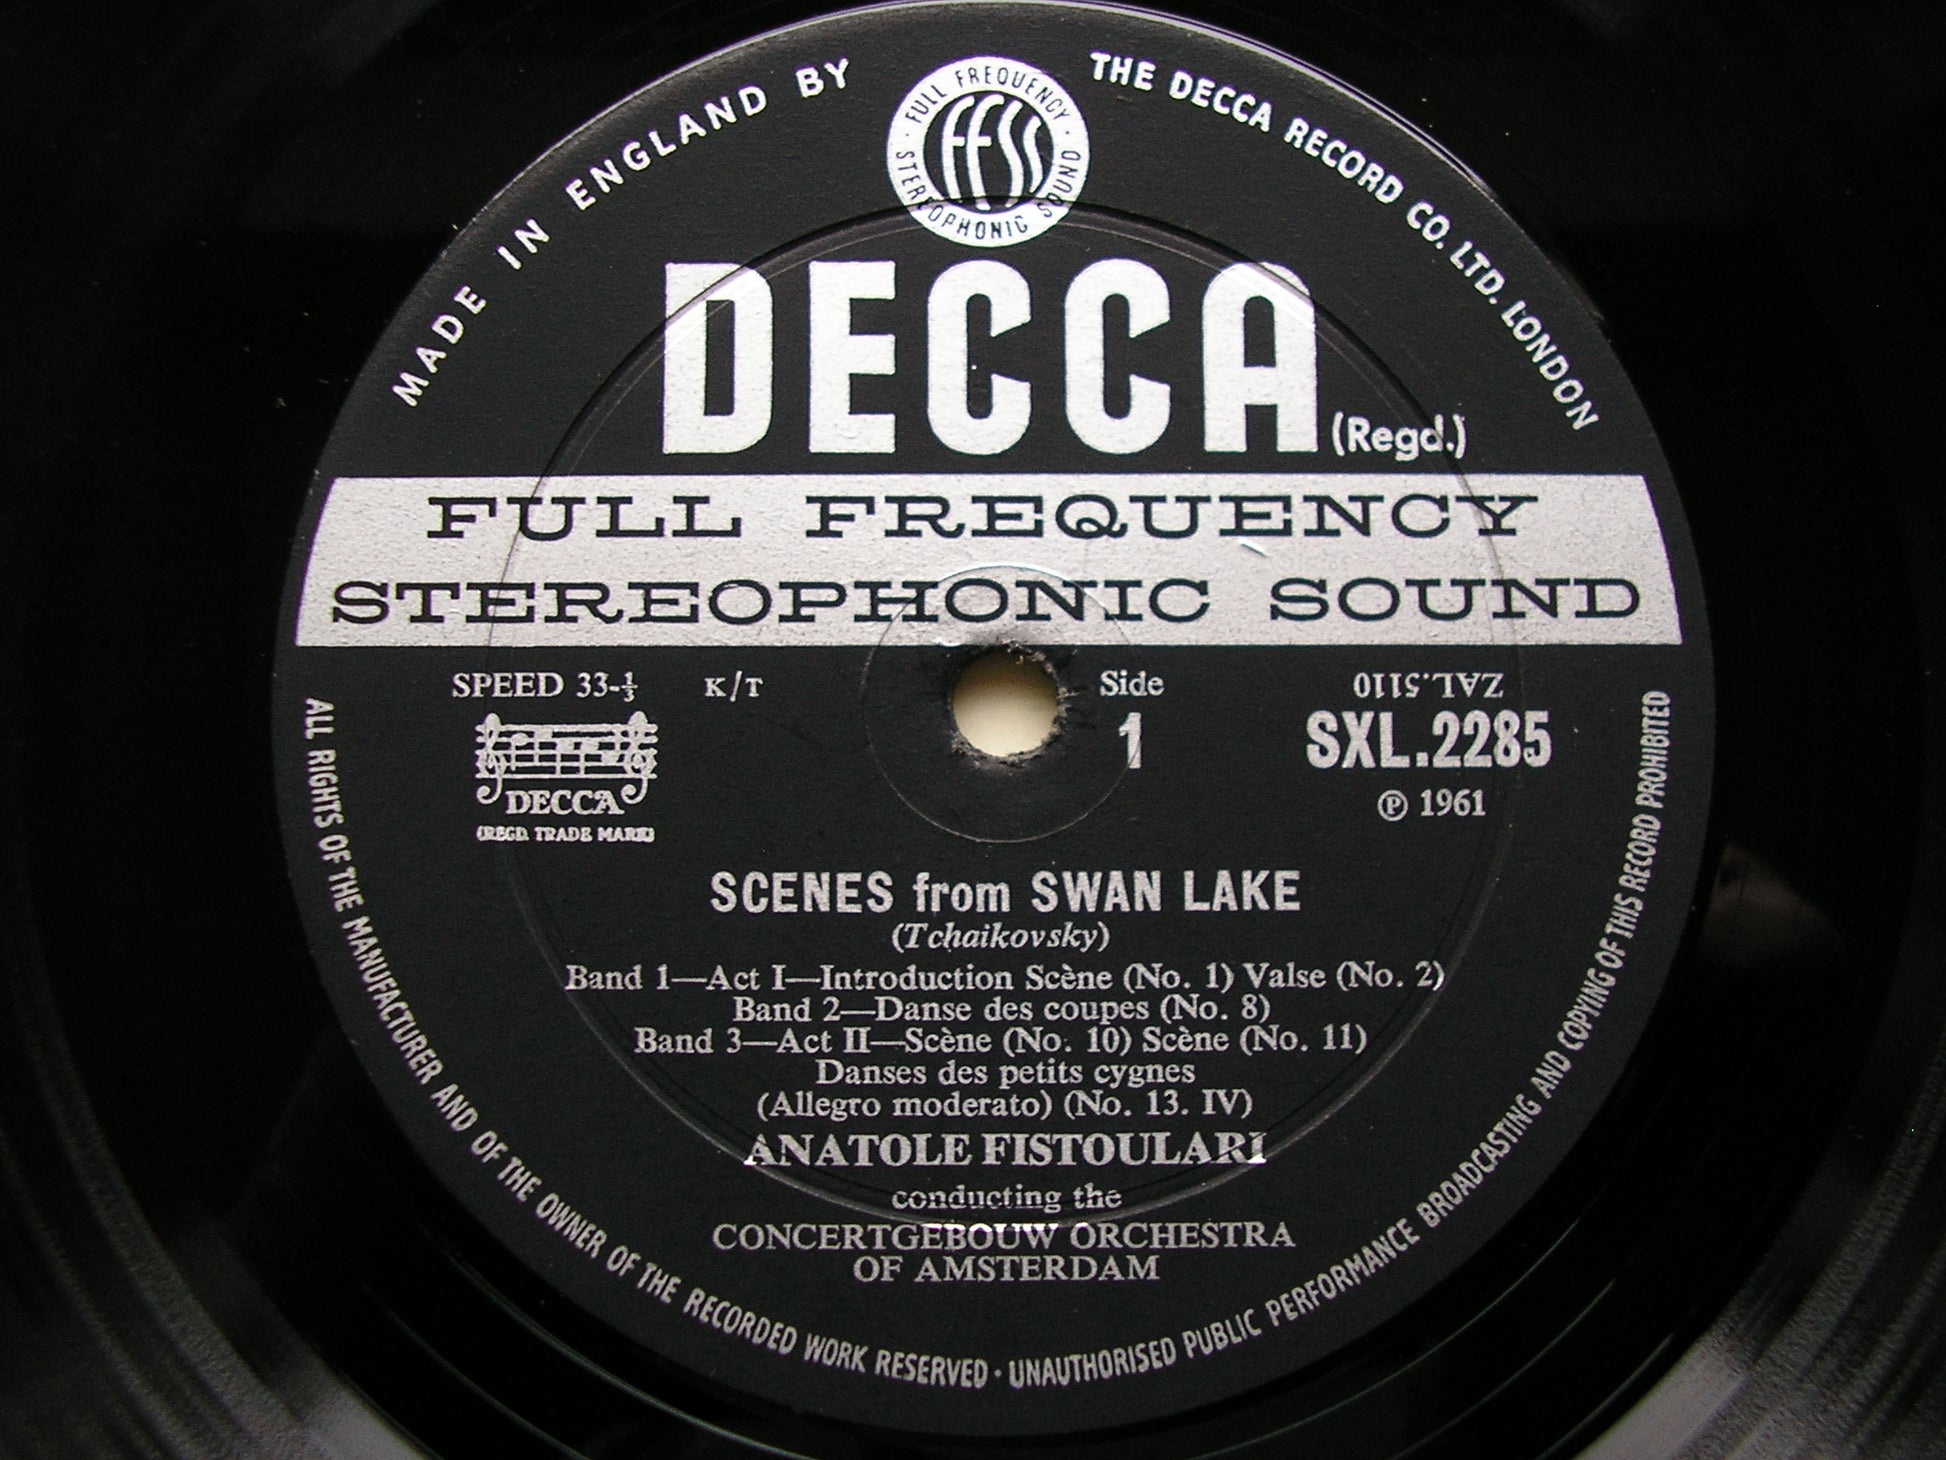 MADE IN ENGLAND BY
THE DECCA RECORD CO. LTD. LONDON
· FULL FREQUENCY ·
STEREOPHONIC SOUND
FFSS
DECCA (Regd.)
FULL FREQUENCY
STEREOPHONIC SOUND
SPEED 33-⅓ K/T
Side
1
ZAL.5110
SXL.2285
℗ 1961
DECCA
(REGD. TRADE MARK)
SCENES from SWAN LAKE
(Tchaikovsky)
Band 1—Act I—Introduction Scène (No. 1) Valse (No. 2)
Band 2—Danse des coupes (No. 8)
Band 3—Act II—Scène (No. 10) Scène (No. 11)
Danses des petits cygnes
(Allegro moderato) (No. 13. IV)
ANATOLE FISTOULARI
conducting the
CONCERTGEBOUW ORCHESTRA
OF AMSTERDAM
ALL RIGHTS OF THE MANUFACTURER AND OF THE OWNER OF THE RECORDED WORK RESERVED · UNAUTHORISED PUBLIC PERFORMANCE BROADCASTING AND COPYING OF THIS RECORD PROHIBITED